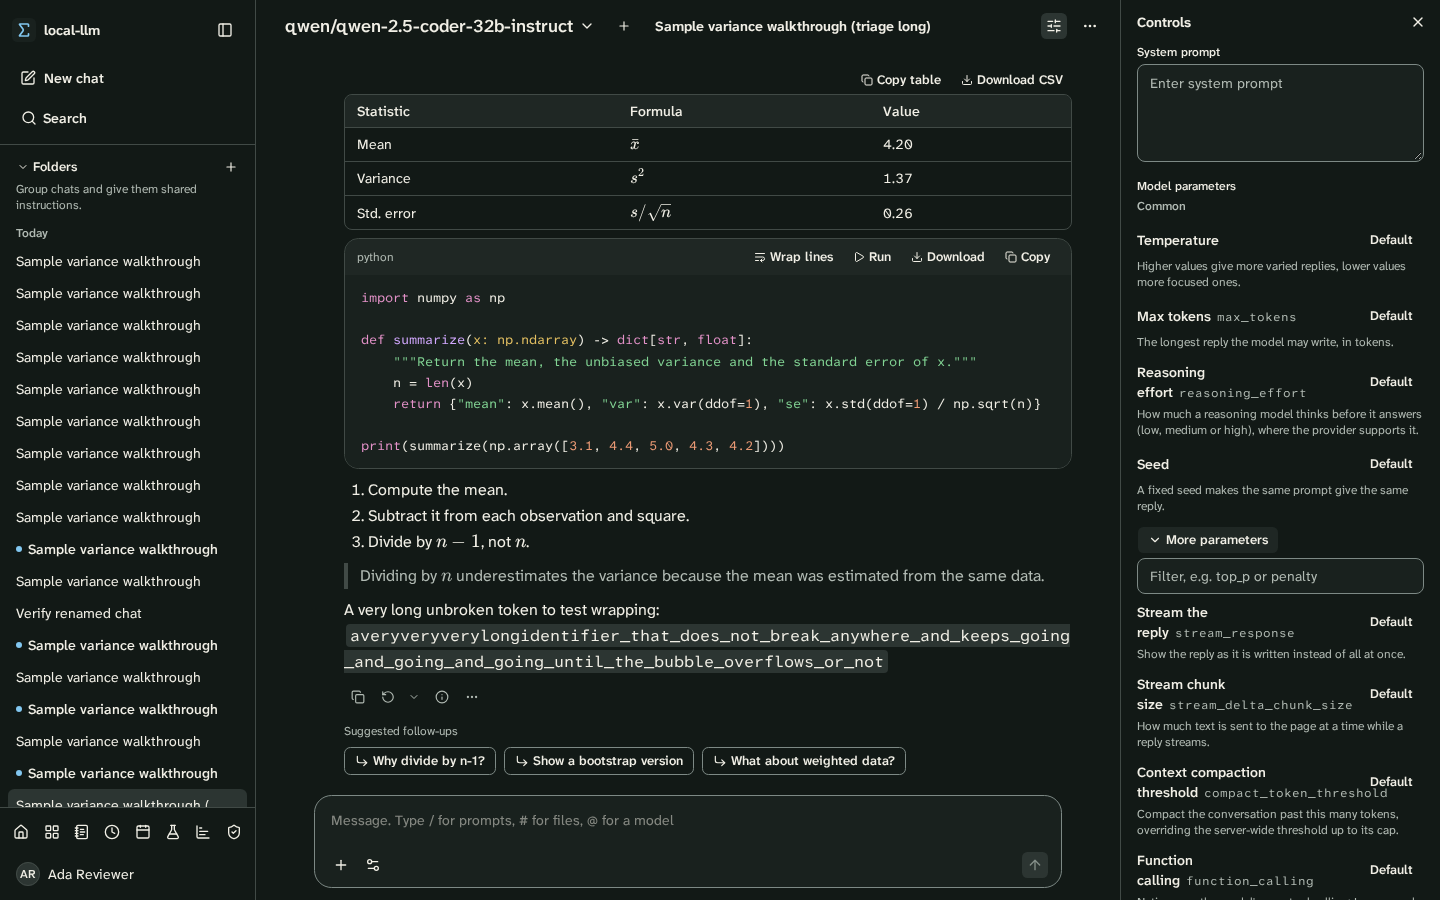 local-llm
New chat
Search
Folders
Group chats and give them shared
instructions.
Today
Sample variance walkthrough
Sample variance walkthrough
Sample variance walkthrough
Sample variance walkthrough
Sample variance walkthrough
Sample variance walkthrough
Sample variance walkthrough
Sample variance walkthrough
Sample variance walkthrough
Sample variance walkthrough
Sample variance walkthrough
Verify renamed chat
Sample variance walkthrough
Sample variance walkthrough
Sample variance walkthrough
Sample variance walkthrough
Sample variance walkthrough
Sample variance walkthrough (
AR Ada Reviewer
qwen/qwen-2.5-coder-32b-instruct
Sample variance walkthrough (triage long)
Copy table Download CSV
Statistic Formula Value
Mean x̄ 4.20
Variance s² 1.37
Std. error s/√n 0.26
python Wrap lines Run Download Copy
import numpy as np
def summarize(x: np.ndarray) -> dict[str, float]:
    """Return the mean, the unbiased variance and the standard error of x."""
    n = len(x)
    return {"mean": x.mean(), "var": x.var(ddof=1), "se": x.std(ddof=1) / np.sqrt(n)}
print(summarize(np.array([3.1, 4.4, 5.0, 4.3, 4.2])))
1. Compute the mean.
2. Subtract it from each observation and square.
3. Divide by n − 1, not n.
Dividing by n underestimates the variance because the mean was estimated from the same data.
A very long unbroken token to test wrapping:
averyveryverylongidentifier_that_does_not_break_anywhere_and_keeps_going
_and_going_and_going_until_the_bubble_overflows_or_not
Suggested follow-ups
Why divide by n-1? Show a bootstrap version What about weighted data?
Message. Type / for prompts, # for files, @ for a model
Controls
System prompt
Enter system prompt
Model parameters
Common
Temperature Default
Higher values give more varied replies, lower values
more focused ones.
Max tokens max_tokens Default
The longest reply the model may write, in tokens.
Reasoning
effort reasoning_effort Default
How much a reasoning model thinks before it answers
(low, medium or high), where the provider supports it.
Seed Default
A fixed seed makes the same prompt give the same
reply.
More parameters
Filter, e.g. top_p or penalty
Stream the
reply stream_response Default
Show the reply as it is written instead of all at once.
Stream chunk
size stream_delta_chunk_size Default
How much text is sent to the page at a time while a
reply streams.
Context compaction
threshold compact_token_threshold Default
Compact the conversation past this many tokens,
overriding the server-wide threshold up to its cap.
Function
calling function_calling Default